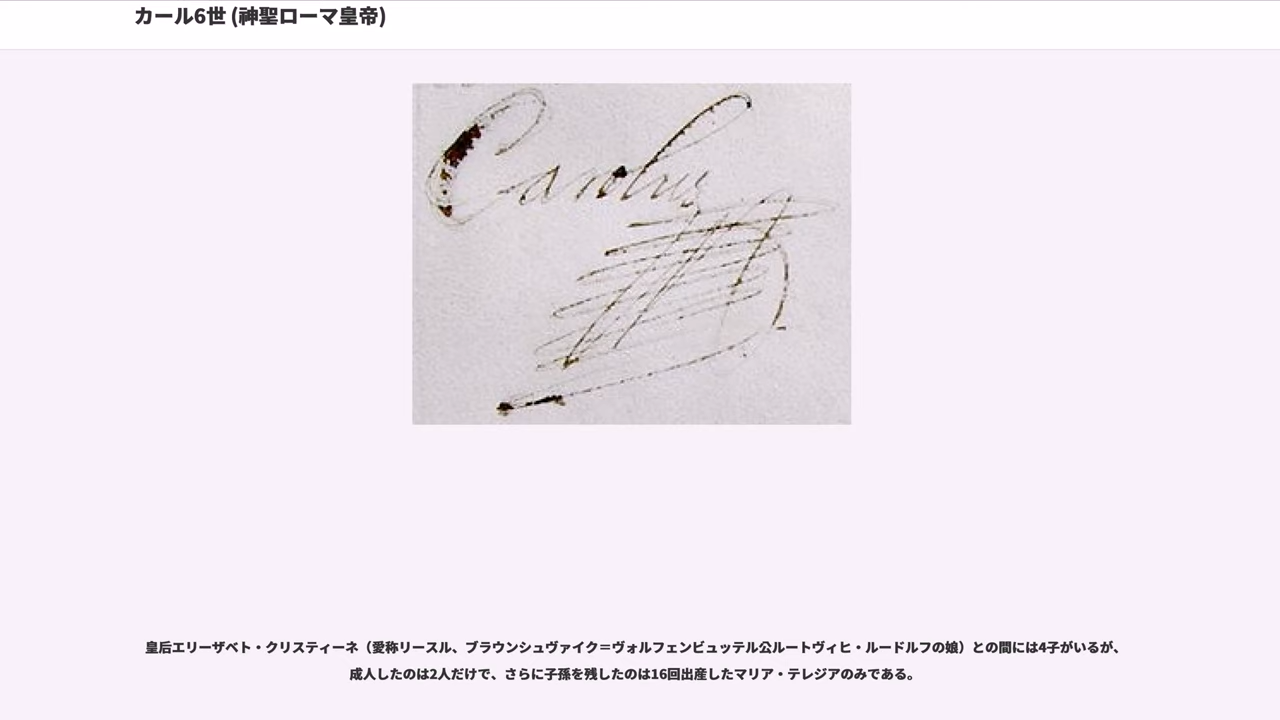 カール6世 (神聖ローマ皇帝)
Carolus
皇后エリーザベト・クリスティーネ（愛称リースル、ブラウンシュヴァイク＝ヴォルフェンビュッテル公ルートヴィヒ・ルードルフの娘）との間には4子がいるが、
成人したのは2人だけで、さらに子孫を残したのは16回出産したマリア・テレジアのみである。